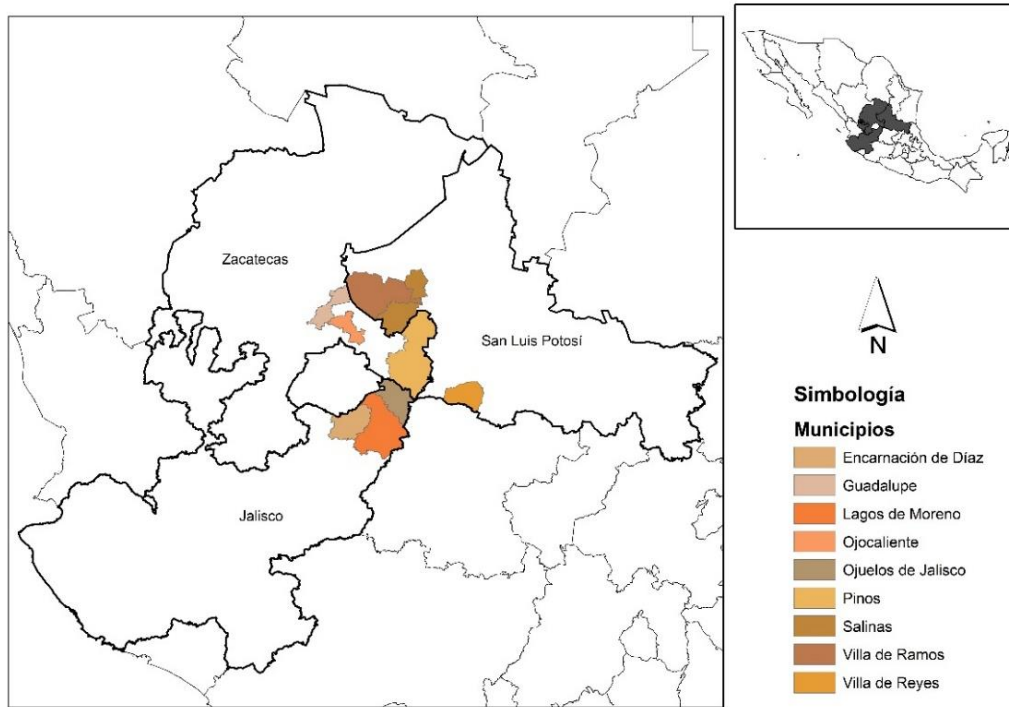 Zacatecas
San Luis Potosí
Jalisco
N
Simbología
Municipios
Encarnación de Díaz
Guadalupe
Lagos de Moreno
Ojocaliente
Ojuelos de Jalisco
Pinos
Salinas
Villa de Ramos
Villa de Reyes